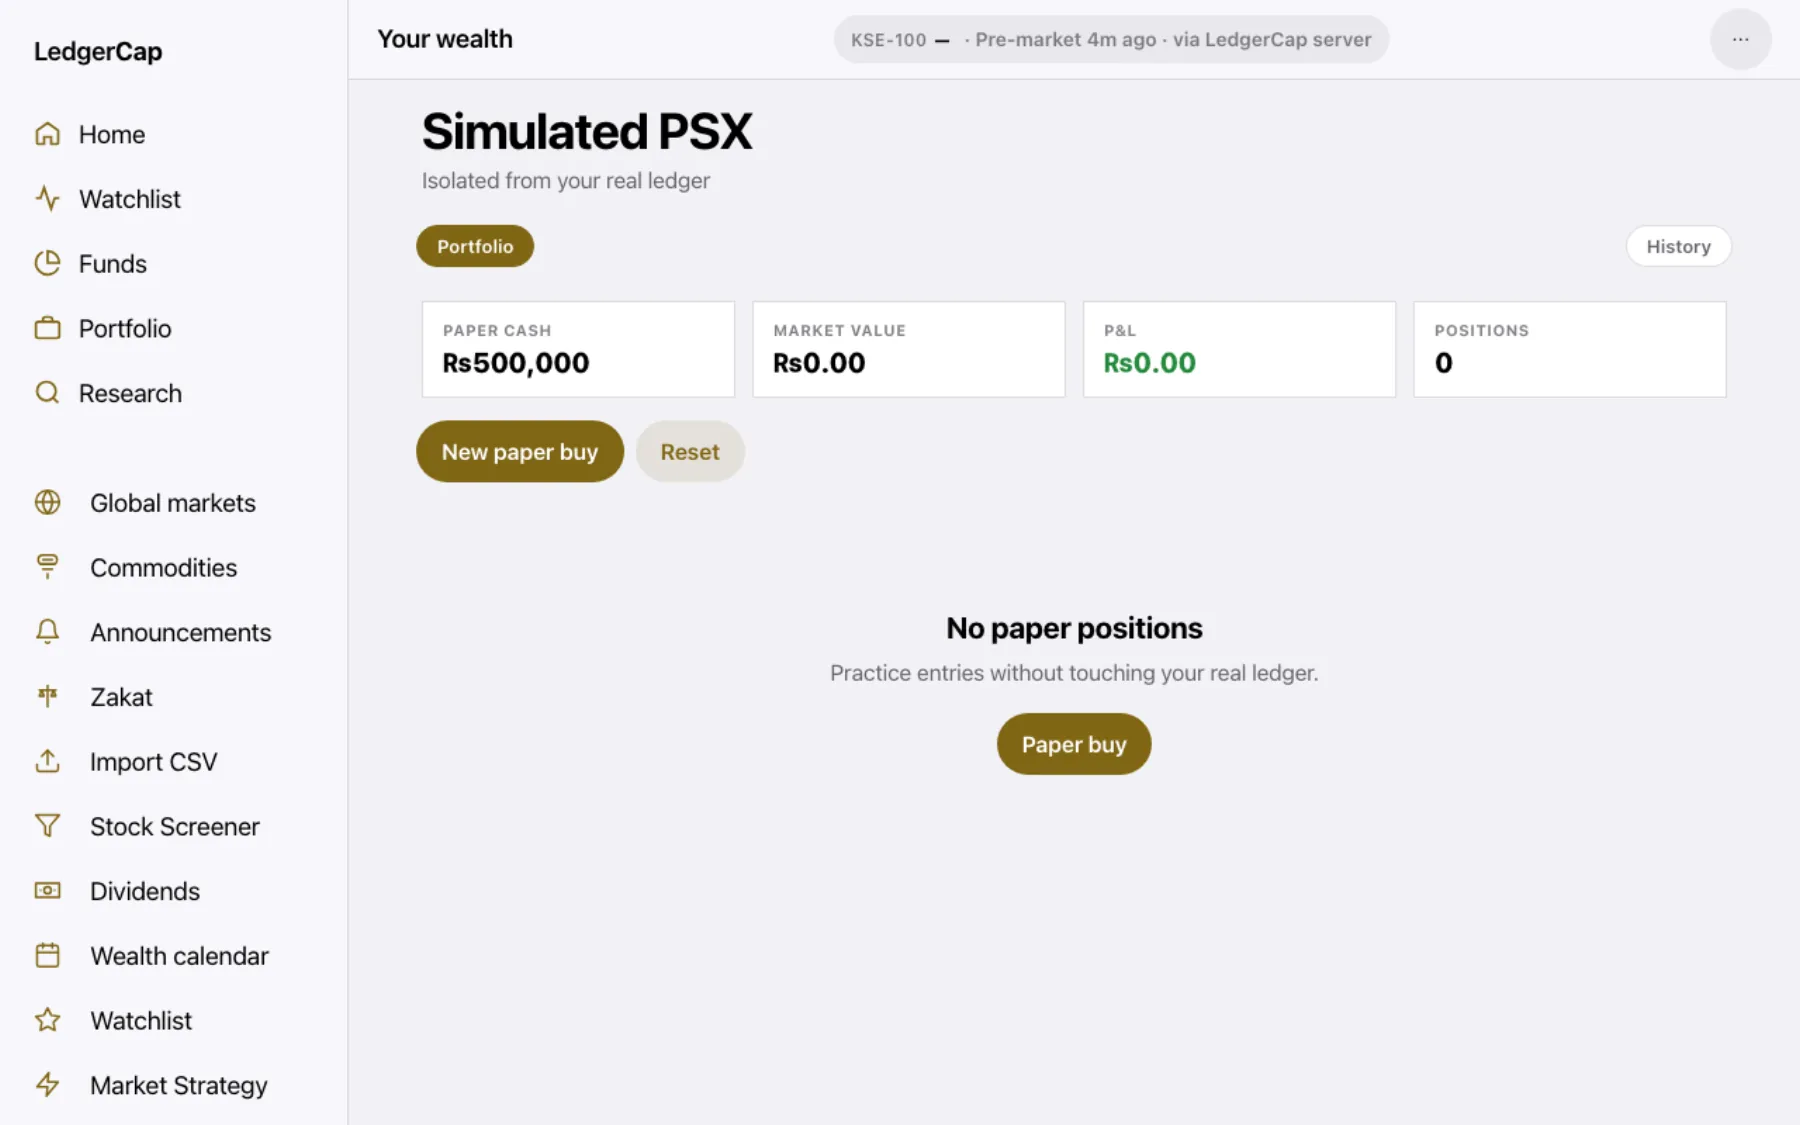 LedgerCap
Home
Watchlist
Funds
Portfolio
Research
Global markets
Commodities
Announcements
Zakat
Import CSV
Stock Screener
Dividends
Wealth calendar
Watchlist
Market Strategy
Your wealth
KSE-100 — · Pre-market 4m ago · via LedgerCap server
...
Simulated PSX
Isolated from your real ledger
Portfolio
History
PAPER CASH
Rs500,000
MARKET VALUE
Rs0.00
P&L
Rs0.00
POSITIONS
0
New paper buy
Reset
No paper positions
Practice entries without touching your real ledger.
Paper buy